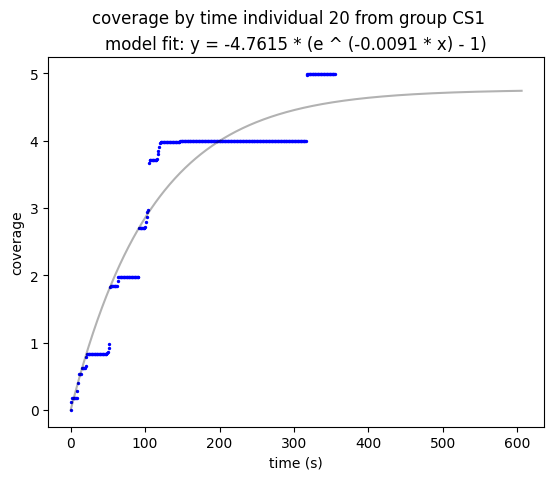 coverage by time individual 20 from group CS1
model fit: y = -4.7615 * (e ^ (-0.0091 * x) - 1)
5
4
3
2
1
0
coverage
0 100 200 300 400 500 600
time (s)